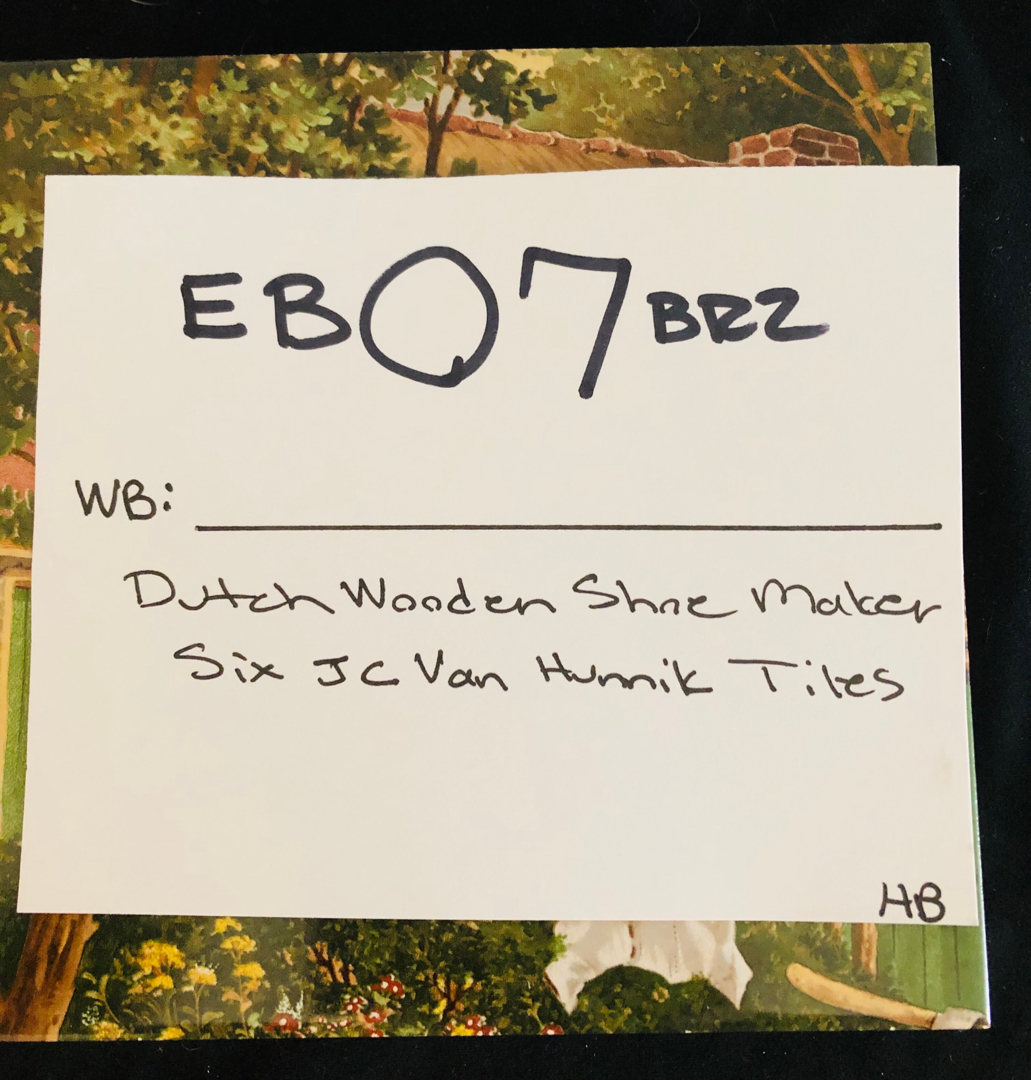 EB07BRZ
WB:
Dutch Wooden Shoe Maker
Six JC Van Hunnik Tiles
HB